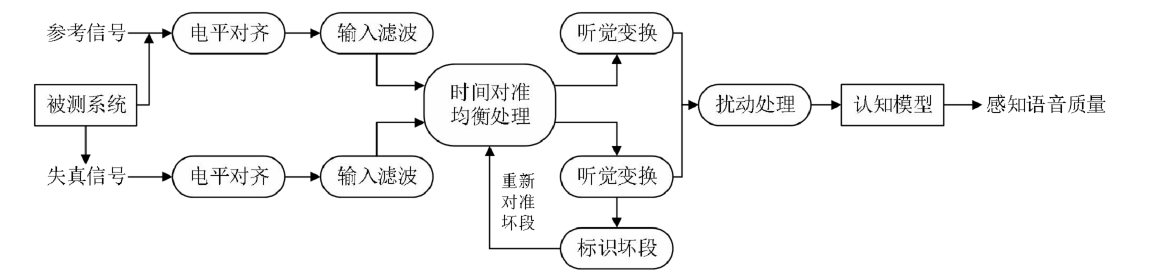 参考信号
电平对齐
输入滤波
听觉变换
被测系统
时间对准
均衡处理
扰动处理
认知模型
感知语音质量
失真信号
电平对齐
输入滤波
重新
对准
坏段
听觉变换
标识坏段